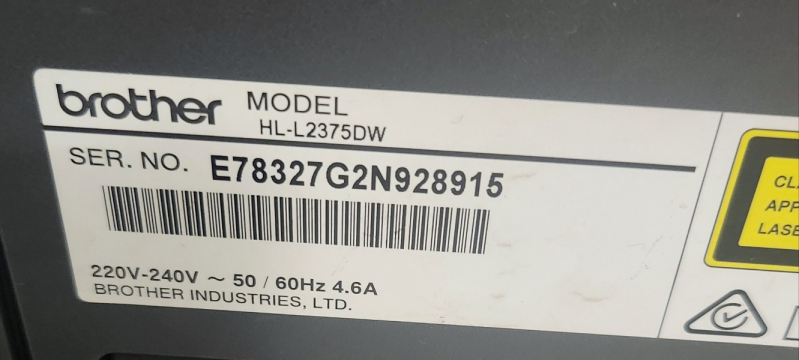 brother MODEL
HL-L2375DW
SER. NO. E78327G2N928915
220V-240V ~ 50 / 60Hz 4.6A
BROTHER INDUSTRIES, LTD.